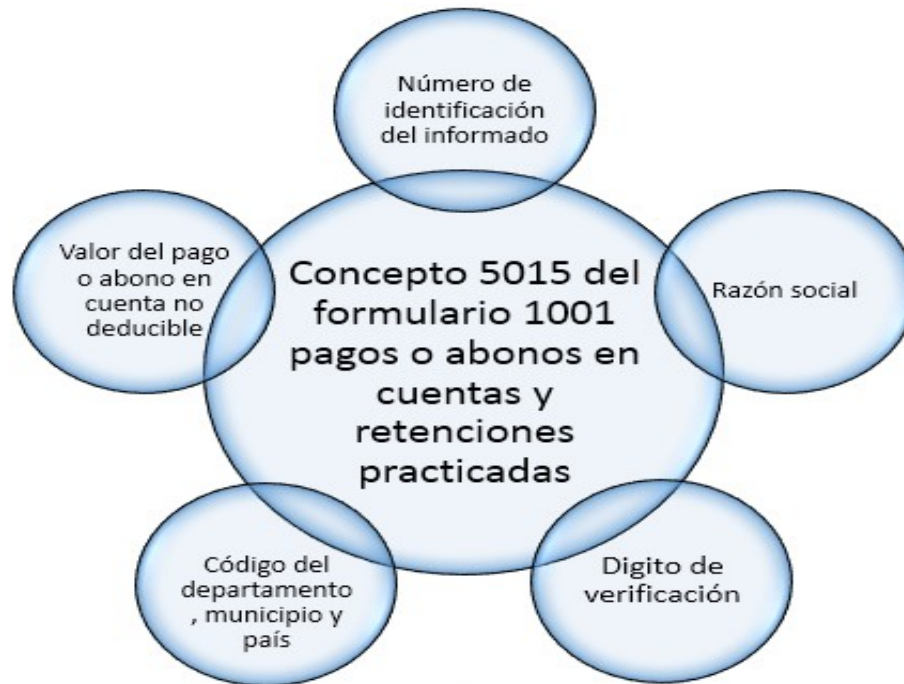 Número de
identificación
del informado
Valor del pago
o abono en
cuenta no
deducible
Concepto 5015 del
formulario 1001
pagos o abonos en
cuentas y
retenciones
practicadas
Razón social
Código del
departamento
, municipio y
país
Digito de
verificación